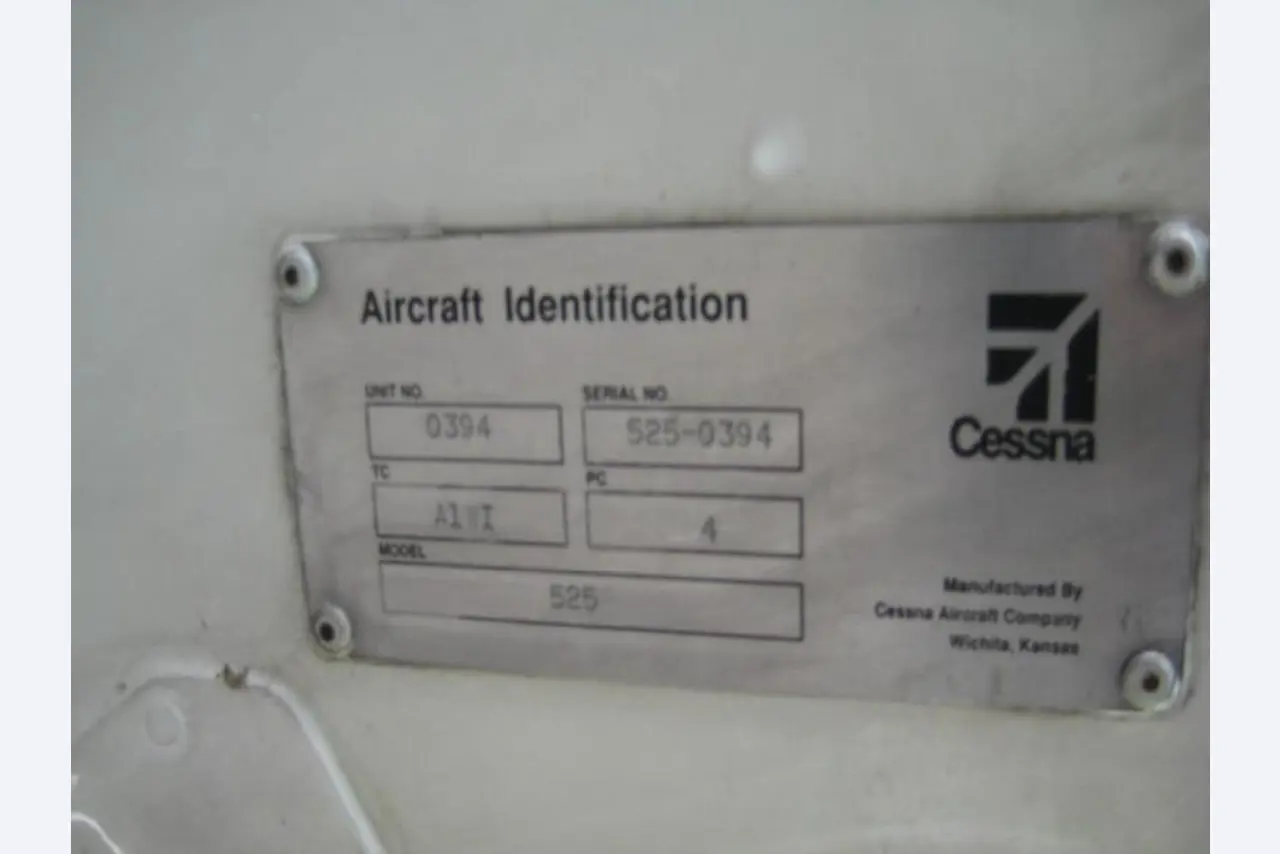 Aircraft Identification
UNIT NO.
SERIAL NO.
0394
525-0394
TC
PC
4
MODEL
525
Cessna
Manufactured By
Cessna Aircraft Company
Wichita, Kansas